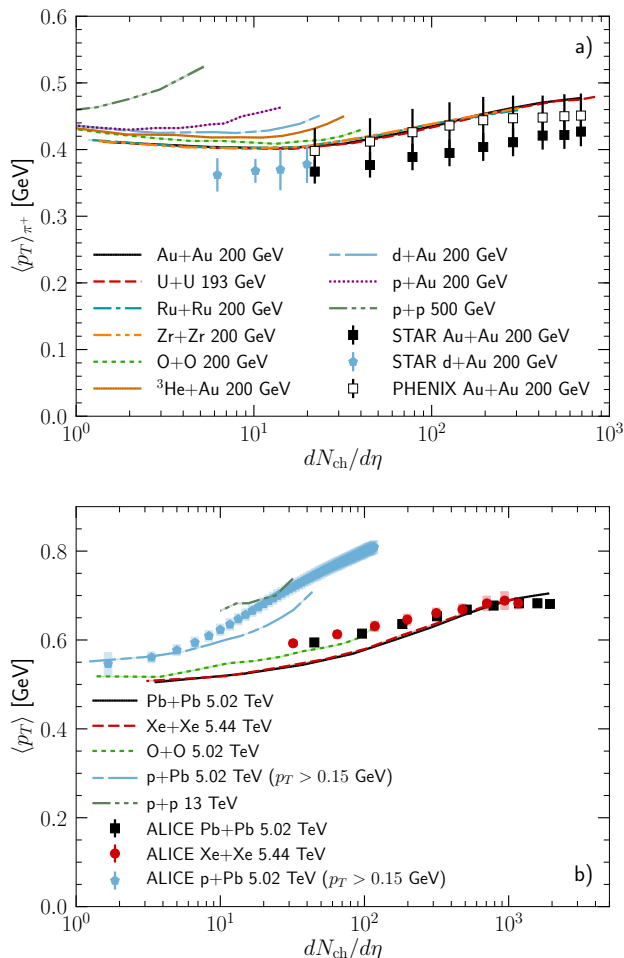 a)
0.6
0.5
0.4
0.3
0.2
0.1
0.0
⟨p_T⟩_{π⁺} [GeV]
Au+Au 200 GeV
U+U 193 GeV
Ru+Ru 200 GeV
Zr+Zr 200 GeV
O+O 200 GeV
³He+Au 200 GeV
d+Au 200 GeV
p+Au 200 GeV
p+p 500 GeV
STAR Au+Au 200 GeV
STAR d+Au 200 GeV
PHENIX Au+Au 200 GeV
10⁰ 10¹ 10² 10³
dN_ch/dη
0.8
0.6
0.4
0.2
0.0
⟨p_T⟩ [GeV]
Pb+Pb 5.02 TeV
Xe+Xe 5.44 TeV
O+O 5.02 TeV
p+Pb 5.02 TeV (p_T > 0.15 GeV)
p+p 13 TeV
ALICE Pb+Pb 5.02 TeV
ALICE Xe+Xe 5.44 TeV
ALICE p+Pb 5.02 TeV (p_T > 0.15 GeV)
b)
10⁰ 10¹ 10² 10³
dN_ch/dη